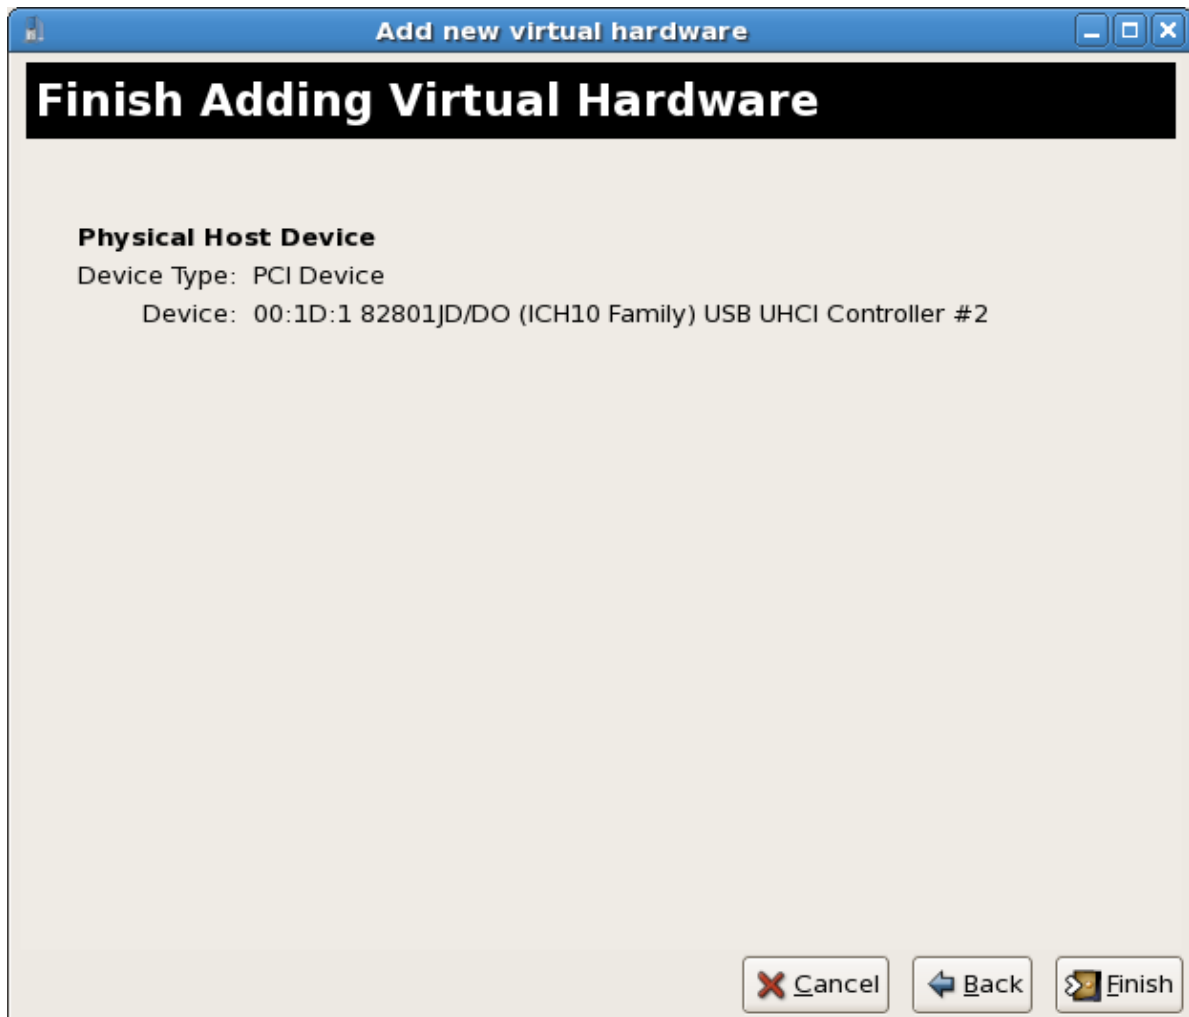 Add new virtual hardware
Finish Adding Virtual Hardware
Physical Host Device
Device Type: PCI Device
Device: 00:1D:1 82801JD/DO (ICH10 Family) USB UHCI Controller #2
Cancel
Back
Finish